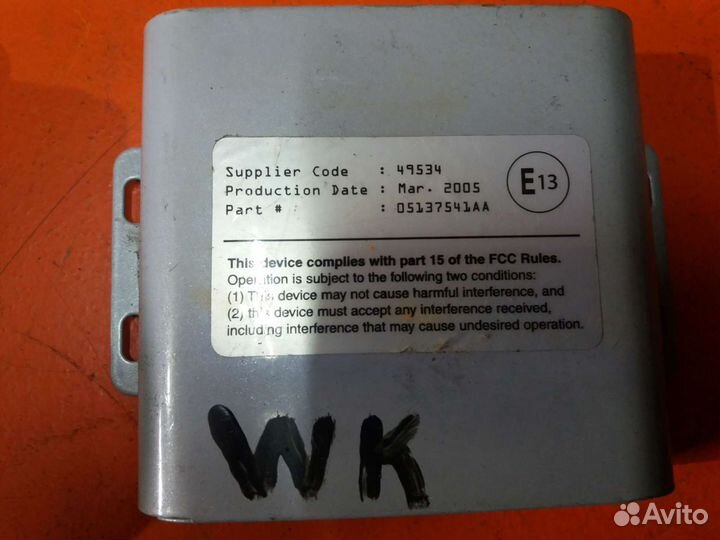 Supplier Code : 49534
Production Date : Mar. 2005
Part # : 05137541AA
E13
This device complies with part 15 of the FCC Rules.
Operation is subject to the following two conditions:
(1) This device may not cause harmful interference, and
(2) this device must accept any interference received,
including interference that may cause undesired operation.
WK
Avito